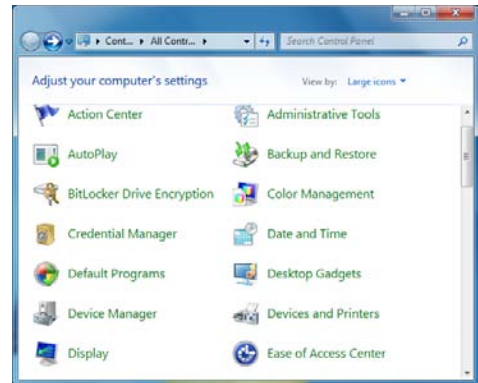 Cont... All Contr... Search Control Panel
Adjust your computer's settings View by: Large icons
Action Center Administrative Tools
AutoPlay Backup and Restore
BitLocker Drive Encryption Color Management
Credential Manager Date and Time
Default Programs Desktop Gadgets
Device Manager Devices and Printers
Display Ease of Access Center